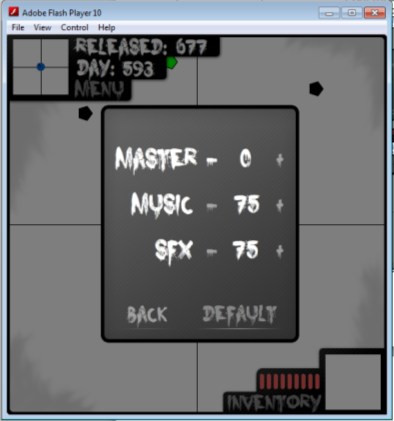 Adobe Flash Player 10
File View Control Help
RELEASED: 677
DAY: 593
MENU
MASTER - 0 +
MUSIC - 75 +
SFX - 75 +
BACK DEFAULT
INVENTORY